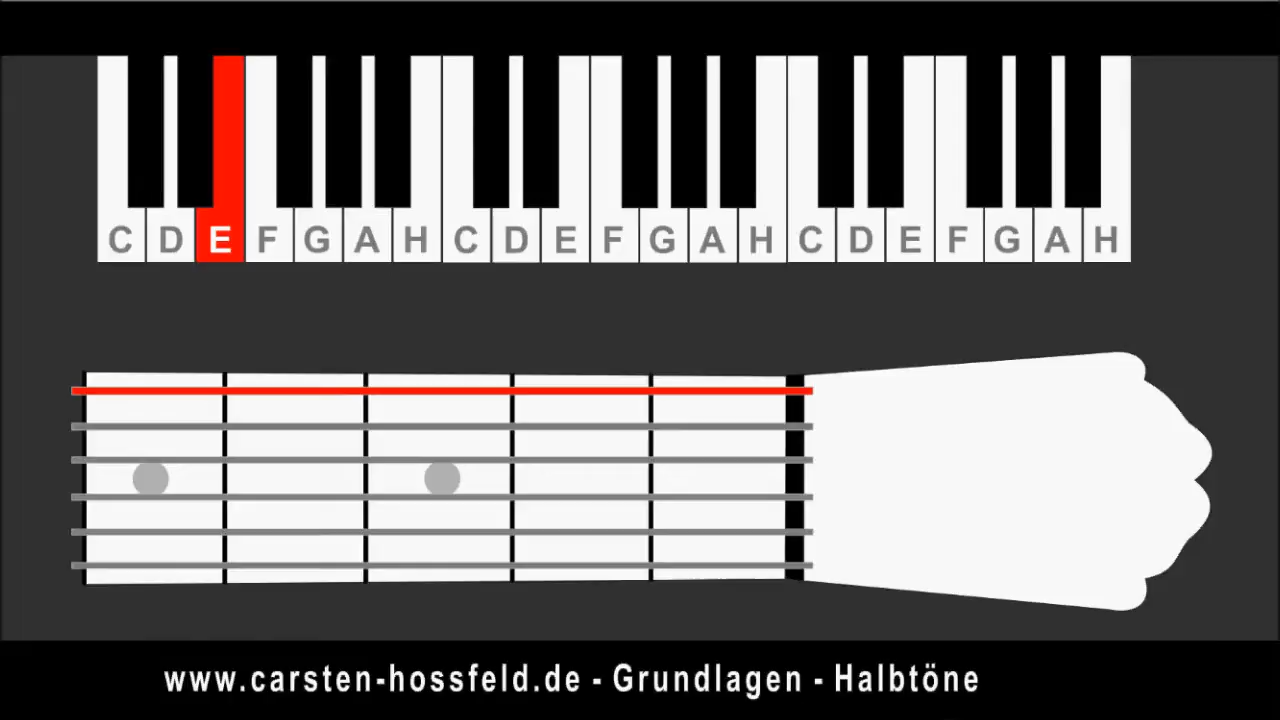 C D E F G A H C D E F G A H C D E F G A H
www.carsten-hossfeld.de - Grundlagen - Halbtöne